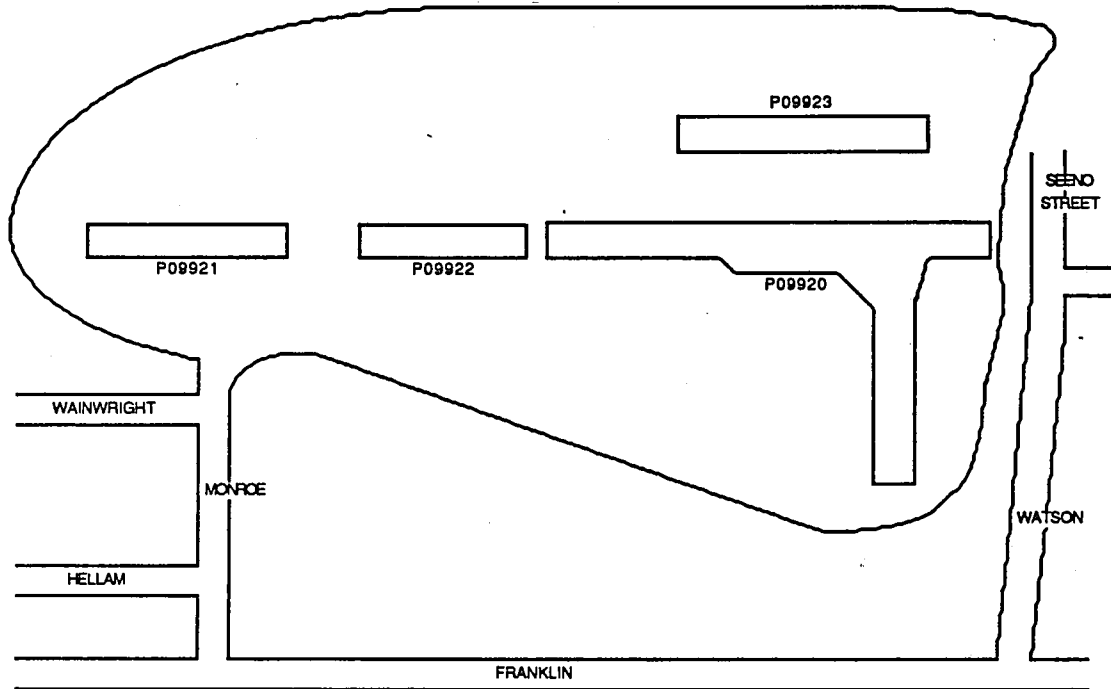 P09923
SEENO
STREET
P09921
P09922
P09920
WAINWRIGHT
MONROE
WATSON
HELLAM
FRANKLIN